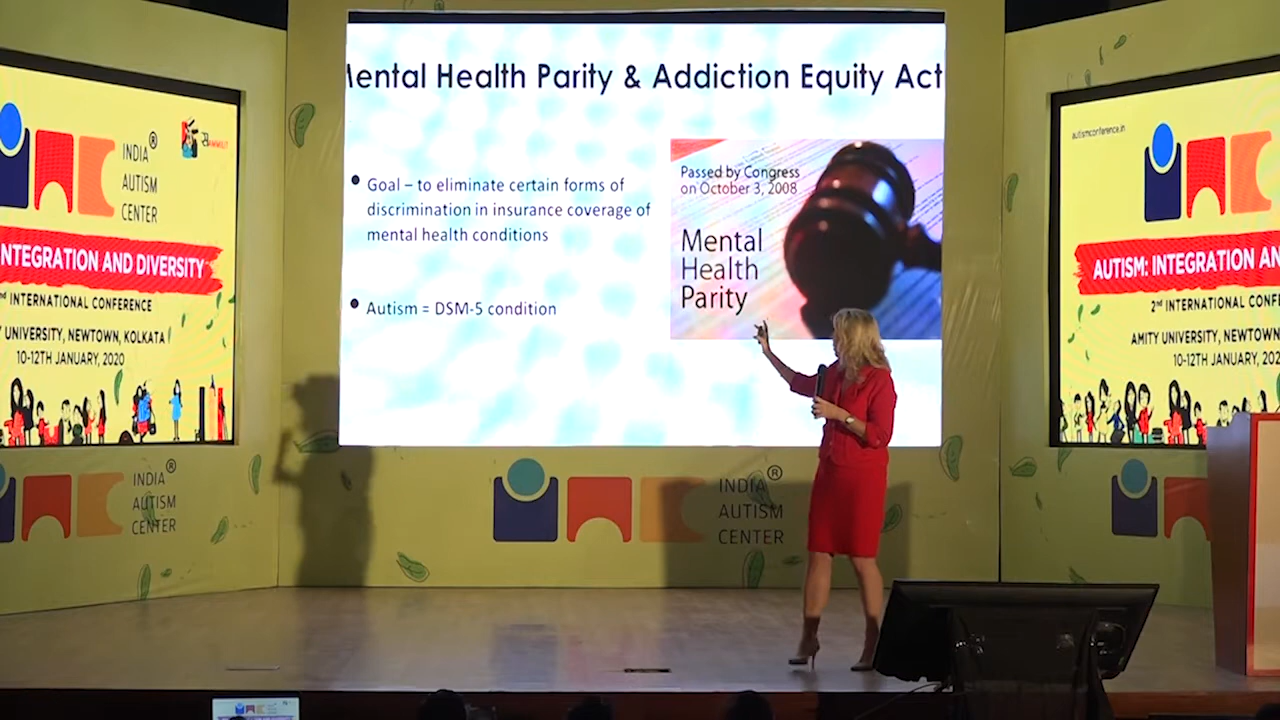 Mental Health Parity & Addiction Equity Act
• Goal – to eliminate certain forms of
discrimination in insurance coverage of
mental health conditions
• Autism = DSM-5 condition
Passed by Congress
on October 3, 2008
Mental
Health
Parity
INDIA
AUTISM
CENTER
INTEGRATION AND DIVERSITY
INTERNATIONAL CONFERENCE
UNIVERSITY, NEWTOWN, KOLKATA
10-12TH JANUARY, 2020
autismconference.in
AUTISM: INTEGRATION AN
2nd INTERNATIONAL CONFE
AMITY UNIVERSITY, NEWTOWN,
10-12TH JANUARY, 202
INDIA
AUTISM
CENTER
INDIA
AUTISM
CENTER